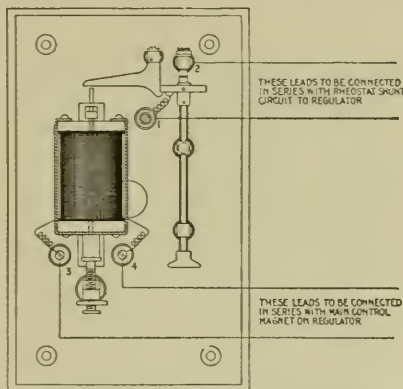 2
THESE LEADS TO BE CONNECTED
IN SERIES WITH RHEOSTAT SHUNT
CIRCUIT TO REGULATOR
1
3
4
THESE LEADS TO BE CONNECTED
IN SERIES WITH MAIN CONTROL
MAGNET ON REGULATOR